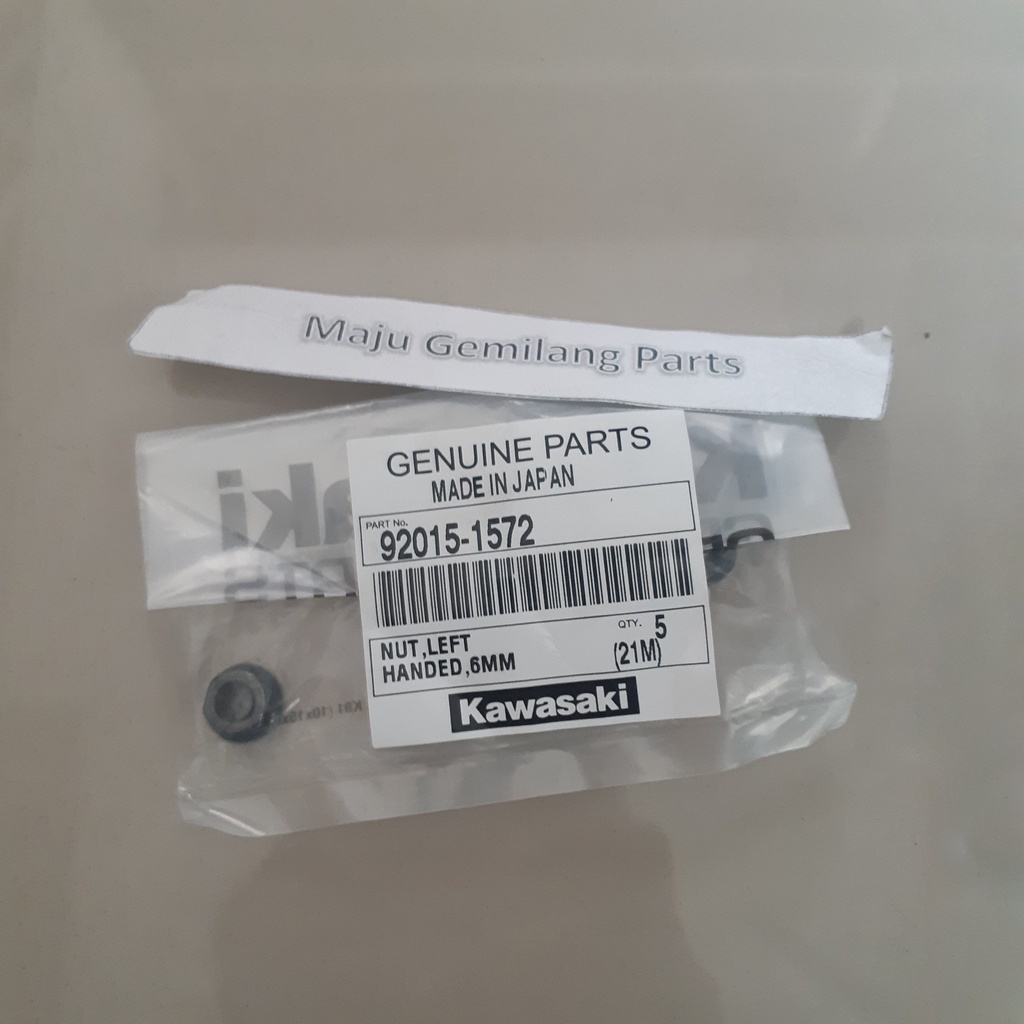 Maju Gemilang Parts
GENUINE PARTS
MADE IN JAPAN
PART No.
92015-1572
NUT,LEFT
HANDED,6MM
QTY. 5
(21M)
Kawasaki